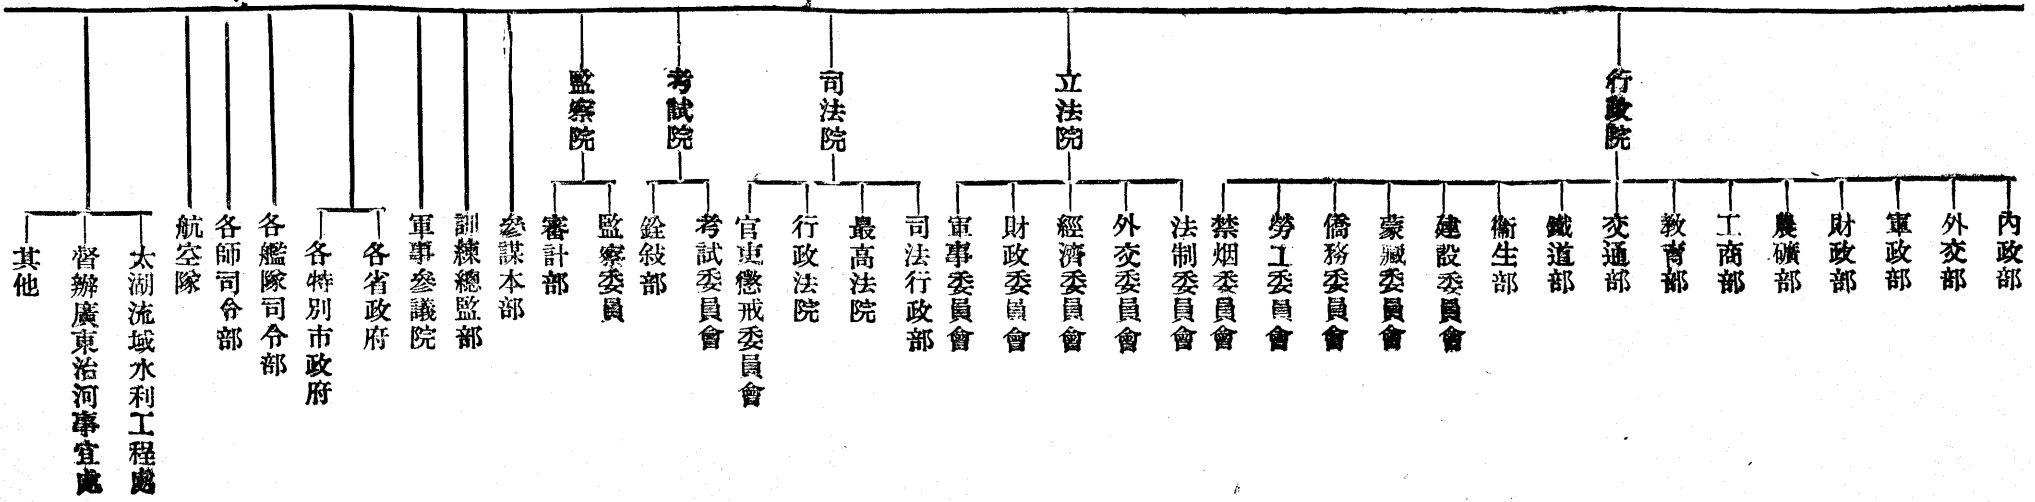 行政院
內政部
外交部
軍政部
財政部
農礦部
工商部
教育部
交通部
鐵道部
衞生部
建設委員會
蒙藏委員會
僑務委員會
勞工委員會
禁烟委員會
立法院
法制委員會
外交委員會
經濟委員會
財政委員會
軍事委員會
司法院
司法行政部
最高法院
行政法院
官吏懲戒委員會
考試院
考試委員會
銓敍部
監察院
監察委員
審計部
參謀本部
訓練總監部
軍事參議院
各省政府
各特別市政府
各艦隊司令部
各師司令部
航空隊
太湖流域水利工程處
督辦廣東治河事宜處
其他